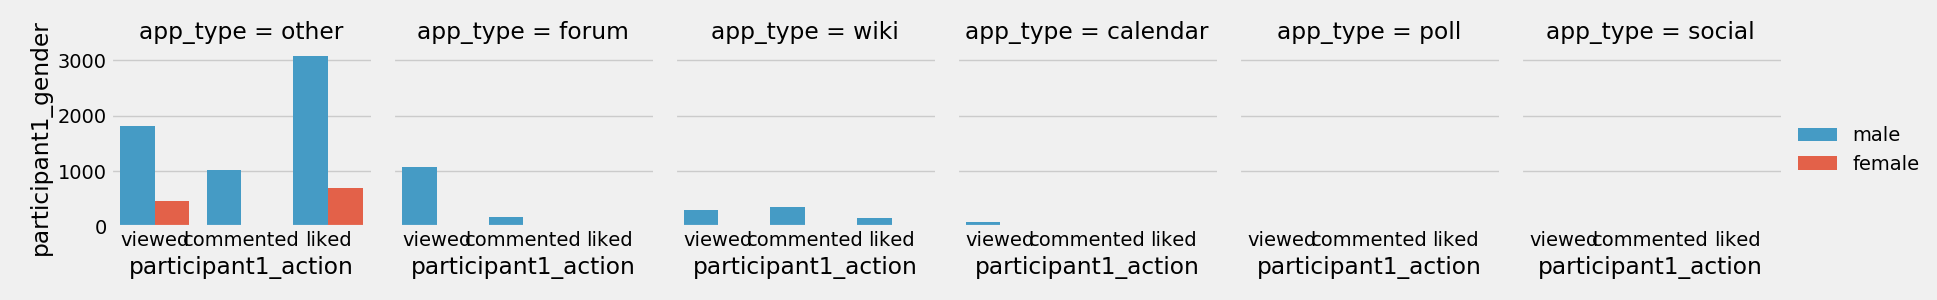 app_type = other
app_type = forum
app_type = wiki
app_type = calendar
app_type = poll
app_type = social
participant1_gender
3000
2000
1000
0
viewed commented liked
viewed commented liked
viewed commented liked
viewed commented liked
viewed commented liked
viewed commented liked
participant1_action
participant1_action
participant1_action
participant1_action
participant1_action
participant1_action
male
female